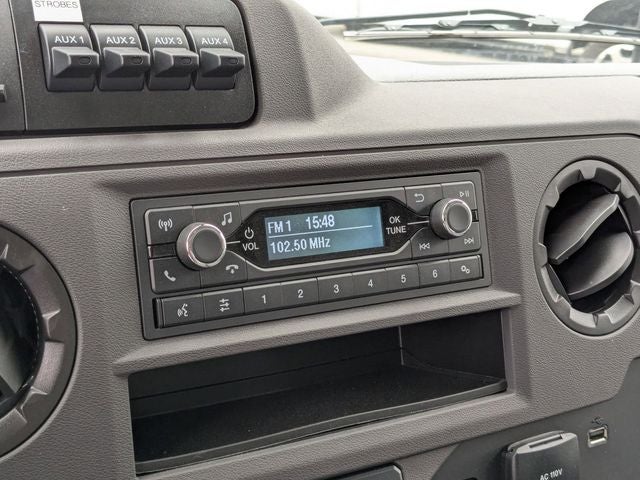 STROBES
AUX 1 AUX 2 AUX 3 AUX 4
FM 1 15:48
102.50 MHz
VOL
OK
TUNE
1 2 3 4 5 6
AC 110V